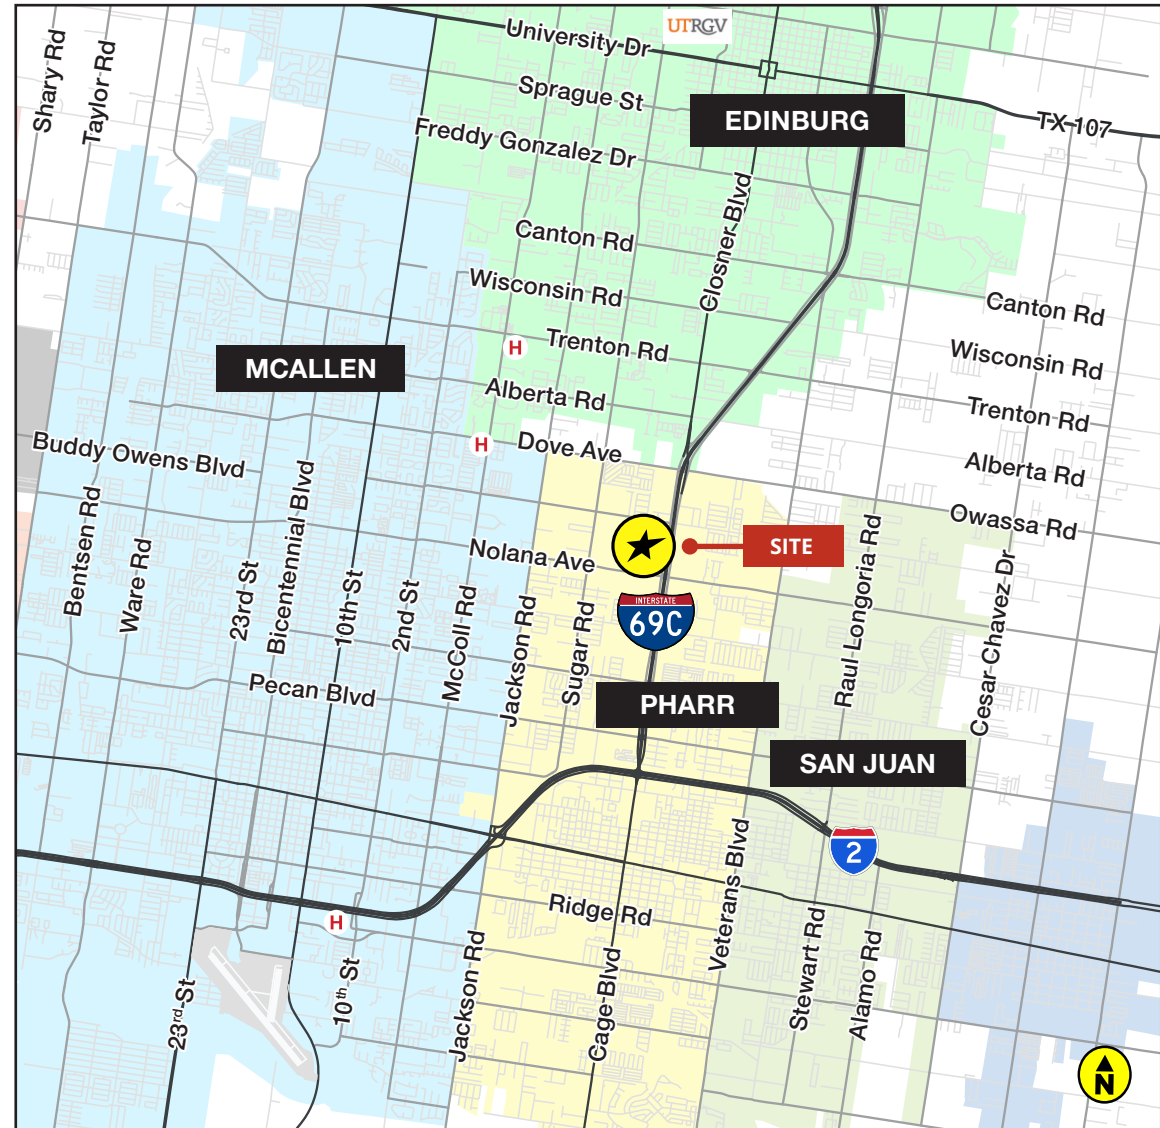 UTRGV
University Dr
Shary Rd
Taylor Rd
Sprague St
EDINBURG
TX 107
Freddy Gonzalez Dr
Closner Blvd
Canton Rd
Wisconsin Rd
Canton Rd
H
Trenton Rd
Wisconsin Rd
MCALLEN
Alberta Rd
Trenton Rd
H
Dove Ave
Buddy Owens Blvd
Alberta Rd
Owassa Rd
Bentsen Rd
Ware Rd
23rd St
Bicentennial Blvd
10th St
2nd St
McColl Rd
Jackson Rd
Nolana Ave
Sugar Rd
SITE
INTERSTATE
69C
Raul Longoria Rd
Cesar Chavez Dr
Pecan Blvd
PHARR
SAN JUAN
2
Veterans Blvd
H
Ridge Rd
23rd St
10th St
Jackson Rd
Cage Blvd
Stewart Rd
Alamo Rd
N